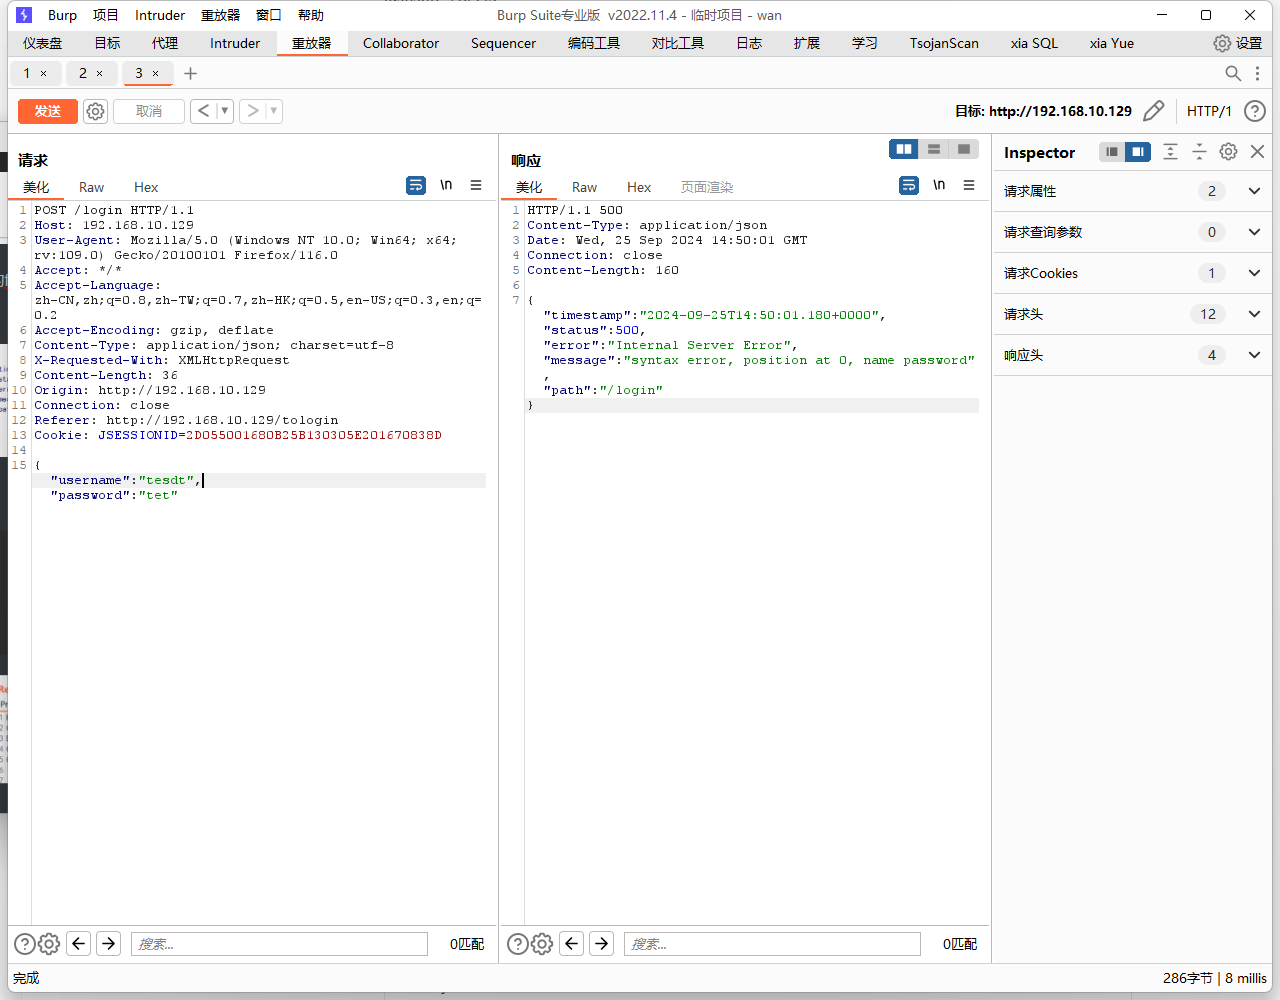 Burp 项目 Intruder 重放器 窗口 帮助 Burp Suite专业版 v2022.11.4 - 临时项目 - wan
仪表盘 目标 代理 Intruder 重放器 Collaborator Sequencer 编码工具 对比工具 日志 扩展 学习 TsojanScan xia SQL xia Yue 设置
1 × 2 × 3 × +
发送 取消 < > 目标: http://192.168.10.129 HTTP/1 ?
请求
美化 Raw Hex \n
1 POST /login HTTP/1.1
2 Host: 192.168.10.129
3 User-Agent: Mozilla/5.0 (Windows NT 10.0; Win64; x64;
rv:109.0) Gecko/20100101 Firefox/116.0
4 Accept: */*
5 Accept-Language:
zh-CN,zh;q=0.8,zh-TW;q=0.7,zh-HK;q=0.5,en-US;q=0.3,en;q=
0.2
6 Accept-Encoding: gzip, deflate
7 Content-Type: application/json; charset=utf-8
8 X-Requested-With: XMLHttpRequest
9 Content-Length: 36
10 Origin: http://192.168.10.129
11 Connection: close
12 Referer: http://192.168.10.129/tologin
13 Cookie: JSESSIONID=2D055001680B25B130305E201670838D
14
15 {
"username":"tesdt",
"password":"tet"
搜索... 0匹配
响应
美化 Raw Hex 页面渲染 \n
1 HTTP/1.1 500
2 Content-Type: application/json
3 Date: Wed, 25 Sep 2024 14:50:01 GMT
4 Connection: close
5 Content-Length: 160
6
7 {
"timestamp":"2024-09-25T14:50:01.180+0000",
"status":500,
"error":"Internal Server Error",
"message":"syntax error, position at 0, name password"
,
"path":"/login"
}
搜索... 0匹配
Inspector
请求属性 2
请求查询参数 0
请求Cookies 1
请求头 12
响应头 4
完成 286字节 | 8 millis